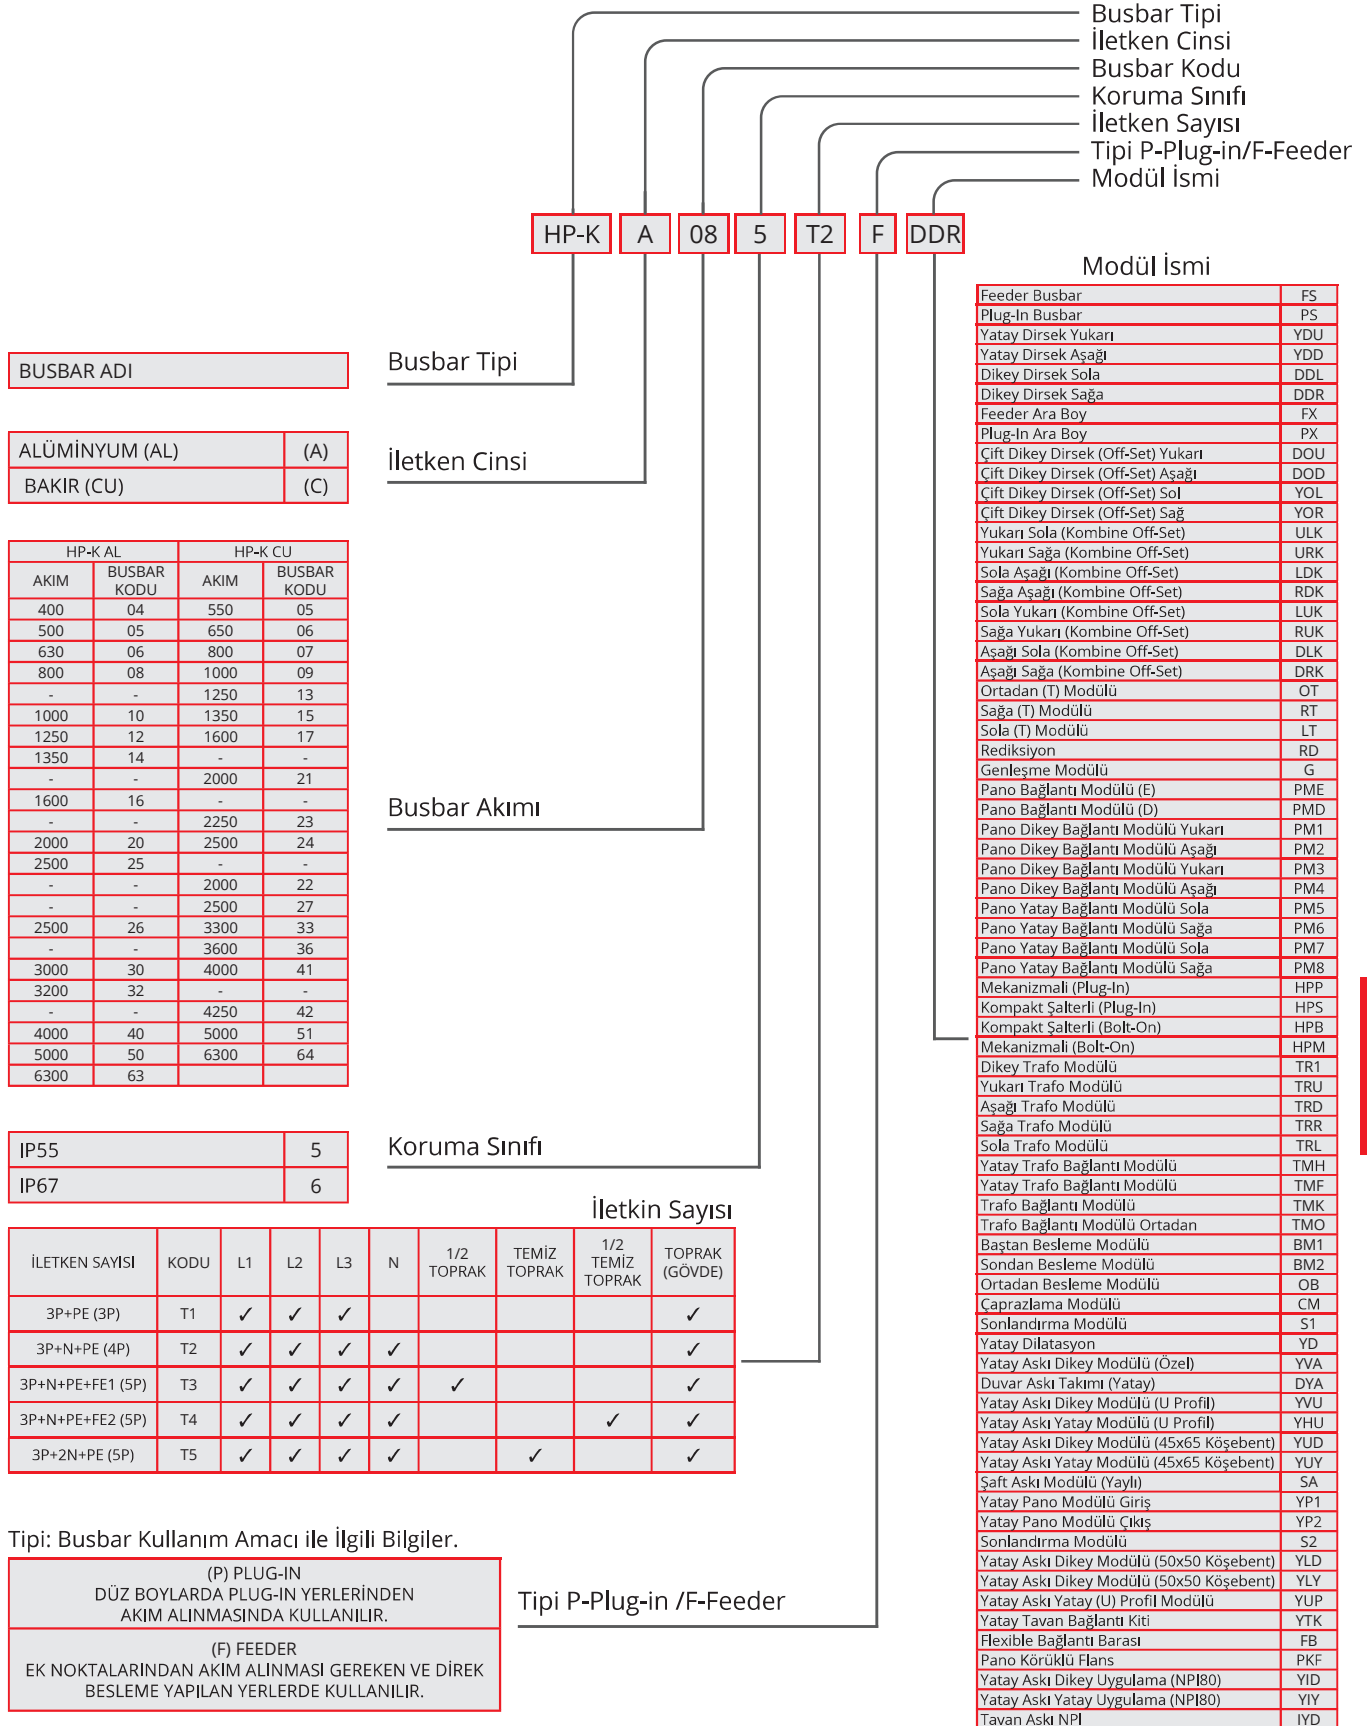 Busbar Tipi
İletken Cinsi
Busbar Kodu
Koruma Sınıfı
İletken Sayısı
Tipi P-Plug-in/F-Feeder
Modül İsmi
HP-K A 08 5 T2 F DDR
BUSBAR ADI
Busbar Tipi
ALÜMİNYUM (AL) (A)
BAKIR (CU) (C)
İletken Cinsi
HP-K AL HP-K CU
AKIM BUSBAR KODU AKIM BUSBAR KODU
400 04 550 05
500 05 650 06
630 06 800 07
800 08 1000 09
- - 1250 13
1000 10 1350 15
1250 12 1600 17
1350 14 - -
- - 2000 21
1600 16 - -
- - 2250 23
2000 20 2500 24
2500 25 - -
- - 2000 22
- - 2500 27
2500 26 3300 33
- - 3600 36
3000 30 4000 41
3200 32 - -
- - 4250 42
4000 40 5000 51
5000 50 6300 64
6300 63
Busbar Akımı
IP55 5
IP67 6
Koruma Sınıfı
İletkin Sayısı
İLETKEN SAYISI KODU L1 L2 L3 N 1/2 TOPRAK TEMİZ TOPRAK 1/2 TEMİZ TOPRAK TOPRAK (GÖVDE)
3P+PE (3P) T1 ✓ ✓ ✓ ✓
3P+N+PE (4P) T2 ✓ ✓ ✓ ✓ ✓
3P+N+PE+FE1 (5P) T3 ✓ ✓ ✓ ✓ ✓ ✓
3P+N+PE+FE2 (5P) T4 ✓ ✓ ✓ ✓ ✓ ✓
3P+2N+PE (5P) T5 ✓ ✓ ✓ ✓ ✓ ✓
Tipi: Busbar Kullanım Amacı ile İlgili Bilgiler.
(P) PLUG-IN
DÜZ BOYLARDA PLUG-IN YERLERİNDEN
AKIM ALINMASINDA KULLANILIR.
(F) FEEDER
EK NOKTALARINDAN AKIM ALINMASI GEREKEN VE DİREK
BESLEME YAPILAN YERLERDE KULLANILIR.
Tipi P-Plug-in /F-Feeder
Modül İsmi
Feeder Busbar FS
Plug-In Busbar PS
Yatay Dirsek Yukarı YDU
Yatay Dirsek Aşağı YDD
Dikey Dirsek Sola DDL
Dikey Dirsek Sağa DDR
Feeder Ara Boy FX
Plug-In Ara Boy PX
Çift Dikey Dirsek (Off-Set) Yukarı DOU
Çift Dikey Dirsek (Off-Set) Aşağı DOD
Çift Dikey Dirsek (Off-Set) Sol YOL
Çift Dikey Dirsek (Off-Set) Sağ YOR
Yukarı Sola (Kombine Off-Set) ULK
Yukarı Sağa (Kombine Off-Set) URK
Sola Aşağı (Kombine Off-Set) LDK
Sağa Aşağı (Kombine Off-Set) RDK
Sola Yukarı (Kombine Off-Set) LUK
Sağa Yukarı (Kombine Off-Set) RUK
Aşağı Sola (Kombine Off-Set) DLK
Aşağı Sağa (Kombine Off-Set) DRK
Ortadan (T) Modülü OT
Sağa (T) Modülü RT
Sola (T) Modülü LT
Rediksiyon RD
Genleşme Modülü G
Pano Bağlantı Modülü (E) PME
Pano Bağlantı Modülü (D) PMD
Pano Dikey Bağlantı Modülü Yukarı PM1
Pano Dikey Bağlantı Modülü Aşağı PM2
Pano Dikey Bağlantı Modülü Yukarı PM3
Pano Dikey Bağlantı Modülü Aşağı PM4
Pano Yatay Bağlantı Modülü Sola PM5
Pano Yatay Bağlantı Modülü Sağa PM6
Pano Yatay Bağlantı Modülü Sola PM7
Pano Yatay Bağlantı Modülü Sağa PM8
Mekanizmali (Plug-In) HPP
Kompakt Şalterli (Plug-In) HPS
Kompakt Şalterli (Bolt-On) HPB
Mekanizmali (Bolt-On) HPM
Dikey Trafo Modülü TR1
Yukarı Trafo Modülü TRU
Aşağı Trafo Modülü TRD
Sağa Trafo Modülü TRR
Sola Trafo Modülü TRL
Yatay Trafo Bağlantı Modülü TMH
Yatay Trafo Bağlantı Modülü TMF
Trafo Bağlantı Modülü TMK
Trafo Bağlantı Modülü Ortadan TMO
Baştan Besleme Modülü BM1
Sondan Besleme Modülü BM2
Ortadan Besleme Modülü OB
Çaprazlama Modülü CM
Sonlandırma Modülü S1
Yatay Dilatasyon YD
Yatay Askı Dikey Modülü (Özel) YVA
Duvar Askı Takımı (Yatay) DYA
Yatay Askı Dikey Modülü (U Profil) YVU
Yatay Askı Yatay Modülü (U Profil) YHU
Yatay Askı Dikey Modülü (45x65 Köşebent) YUD
Yatay Askı Yatay Modülü (45x65 Köşebent) YUY
Şaft Askı Modülü (Yaylı) SA
Yatay Pano Modülü Giriş YP1
Yatay Pano Modülü Çıkış YP2
Sonlandırma Modülü S2
Yatay Askı Dikey Modülü (50x50 Köşebent) YLD
Yatay Askı Dikey Modülü (50x50 Köşebent) YLY
Yatay Askı Yatay (U) Profil Modülü YUP
Yatay Tavan Bağlantı Kiti YTK
Flexible Bağlantı Barası FB
Pano Körüklü Flans PKF
Yatay Askı Dikey Uygulama (NPI80) YID
Yatay Askı Yatay Uygulama (NPI80) YIY
Tavan Askı NPİ IYD